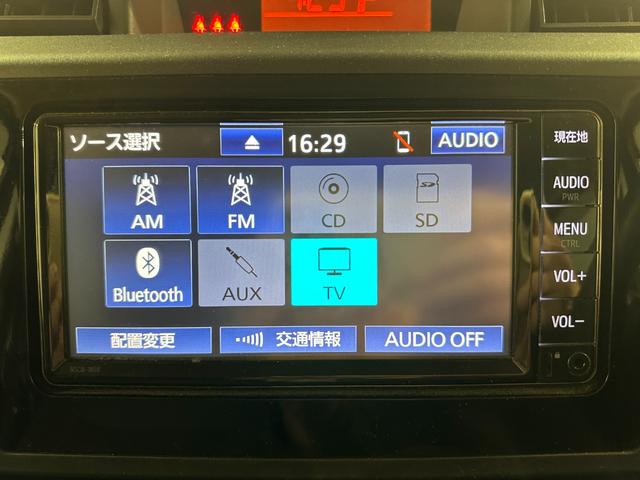 ソース選択 16:29 AUDIO
AM FM CD SD
Bluetooth AUX TV
配置変更 交通情報 AUDIO OFF
現在地
AUDIO
PWR
MENU
CTRL
VOL+
VOL−